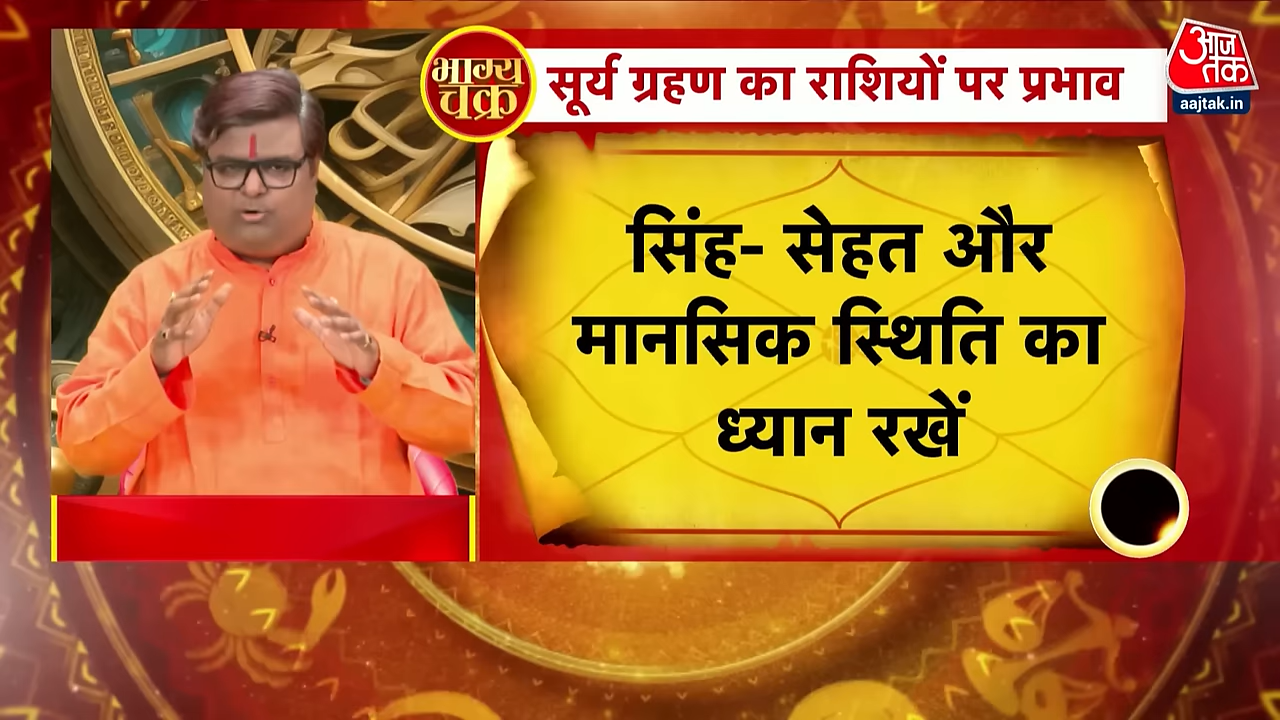 भाग्य
चक्र
सूर्य ग्रहण का राशियों पर प्रभाव
आज
तक
aajtak.in
सिंह- सेहत और
मानसिक स्थिति का
ध्यान रखें